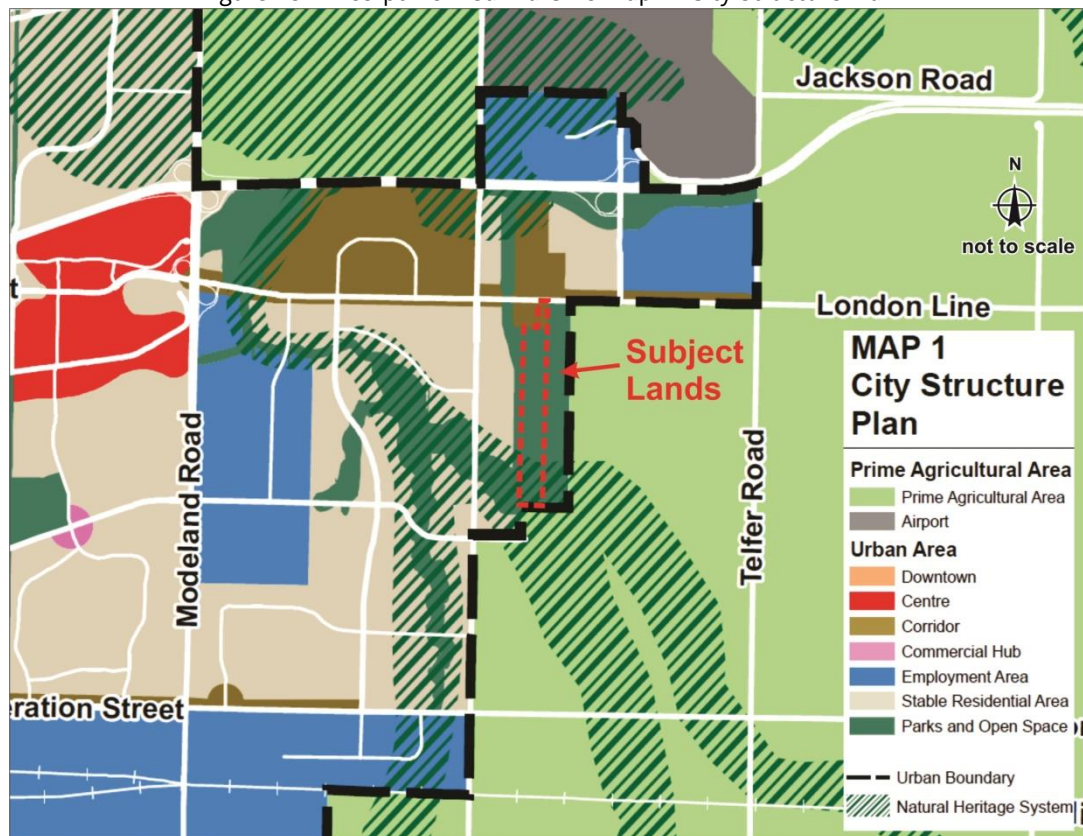 Jackson Road
N
not to scale
t
London Line
Subject
Lands
MAP 1
City Structure
Plan
Prime Agricultural Area
Prime Agricultural Area
Airport
Urban Area
Downtown
Centre
Corridor
Commercial Hub
Employment Area
Stable Residential Area
Parks and Open Space
Urban Boundary
Natural Heritage System
Modeland Road
Telfer Road
eration Street